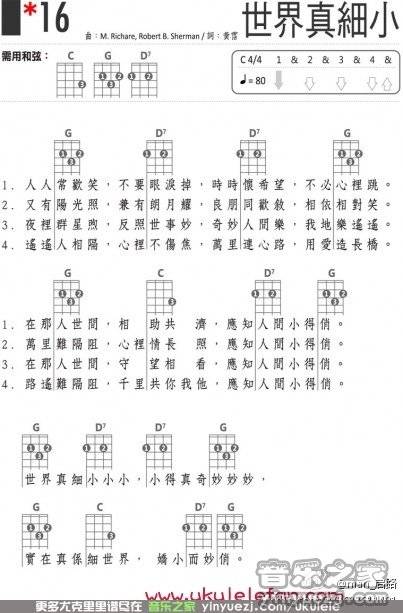 *16
世界真細小
曲：M. Richare, Robert B. Sherman / 詞：黃霑
需用和弦：
C G D7
C 4/4 1 & 2 & 3 & 4 &
♩= 80
G D7 D7 G
1．人人常歡笑，不要眼淚掉，時時懷希望，不必心裡跳。
2．又有陽光照，兼有朗月耀，良朋同歡敘，相依相對笑。
3．夜裡群星煦，反照世事妙，奇妙人間樂，我地樂遙遙。
4．遙遙人相隔，心裡不傷焦，萬里連心路，用愛造長橋。
G C D7 G
1．在那人世間，相 助共 濟，應知人間小得俏。
2．萬里難隔阻，心裡情長 照，應知人間小得俏。
3．在那人世間，守 望相 看，應知人間小得俏。
4．路遙難隔阻，千里共你我他，應知人間小得俏。
G D7 D7 G
世界真細小小小，小得真奇妙妙妙，
G C D7 G
實在真係細世界，嬌小而妙俏。
www.ukulelefan.com
音乐之家
更多尤克里里谱尽在 音乐之家 yinyuezj.com/ukulele